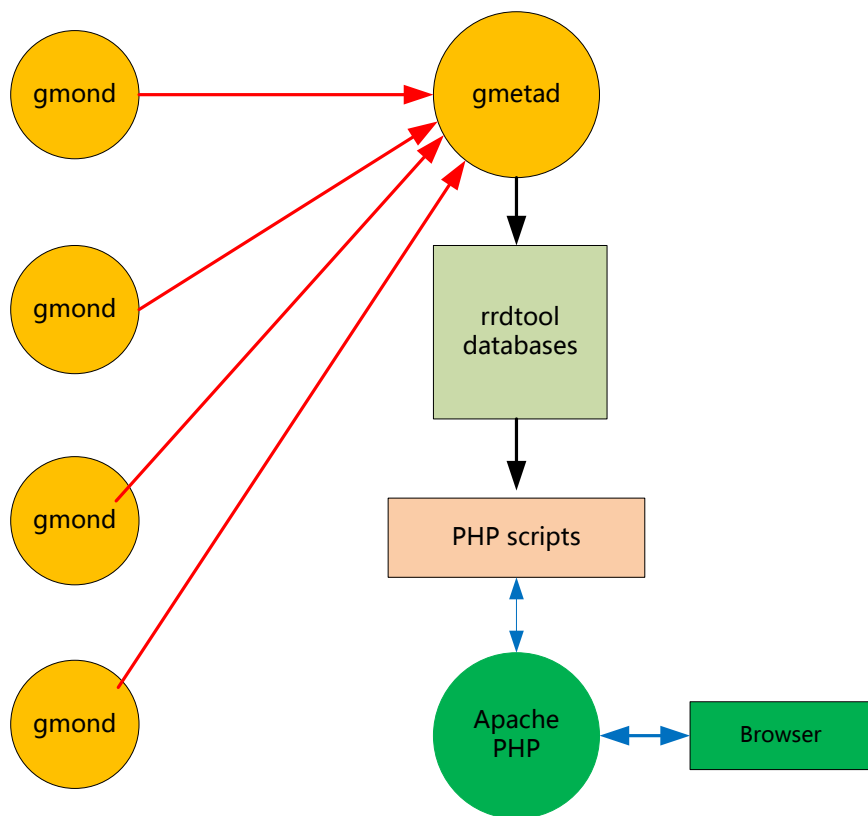 gmond
gmetad
gmond
rrdtool
databases
gmond
PHP scripts
gmond
Apache
PHP
Browser